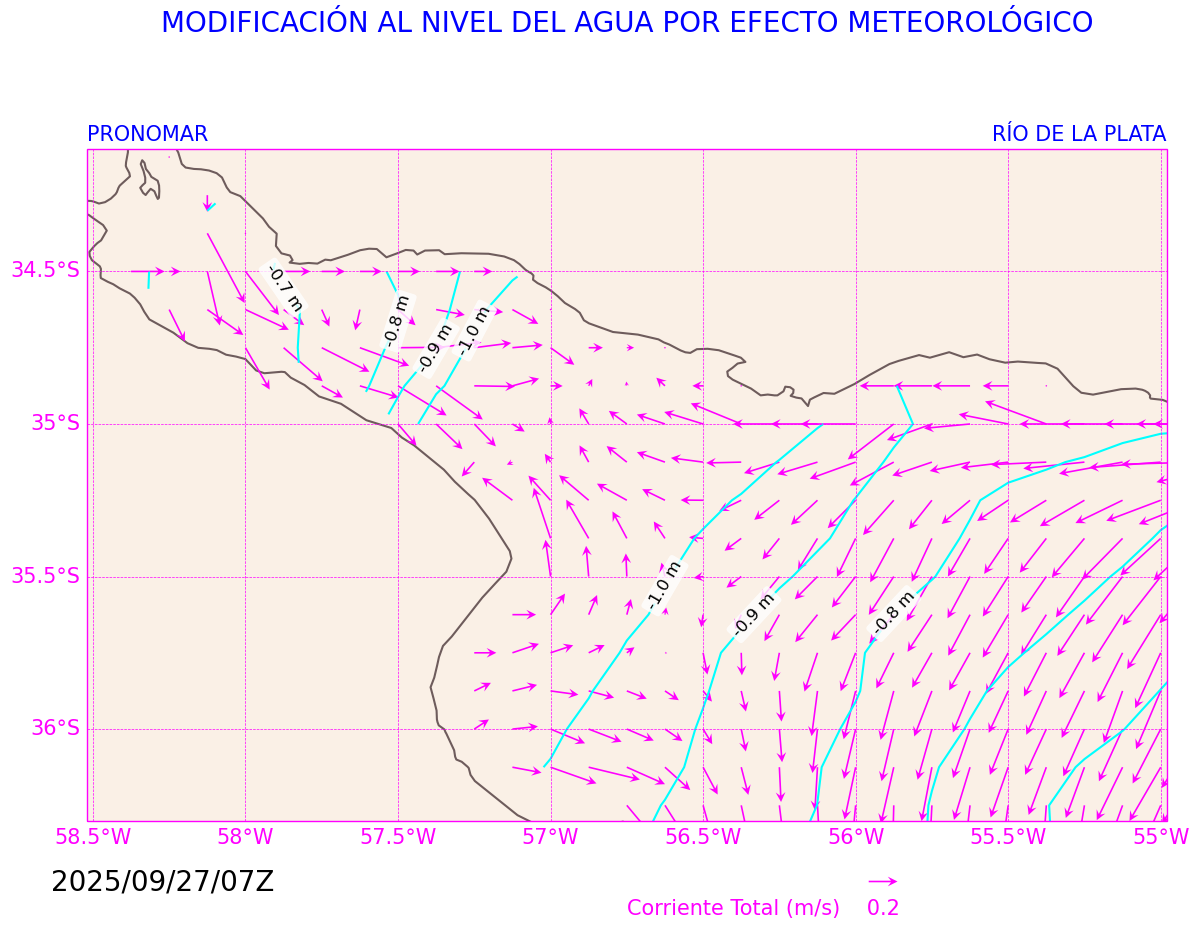 MODIFICACIÓN AL NIVEL DEL AGUA POR EFECTO METEOROLÓGICO
PRONOMAR
RÍO DE LA PLATA
-0.7 m
34.5°S
-0.8 m
-0.9 m
-1.0 m
35°S
35.5°S
-1.0 m
-0.9 m
-0.8 m
36°S
58.5°W 58°W 57.5°W 57°W 56.5°W 56°W 55.5°W 55°W
2025/09/27/07Z
Corriente Total (m/s) 0.2